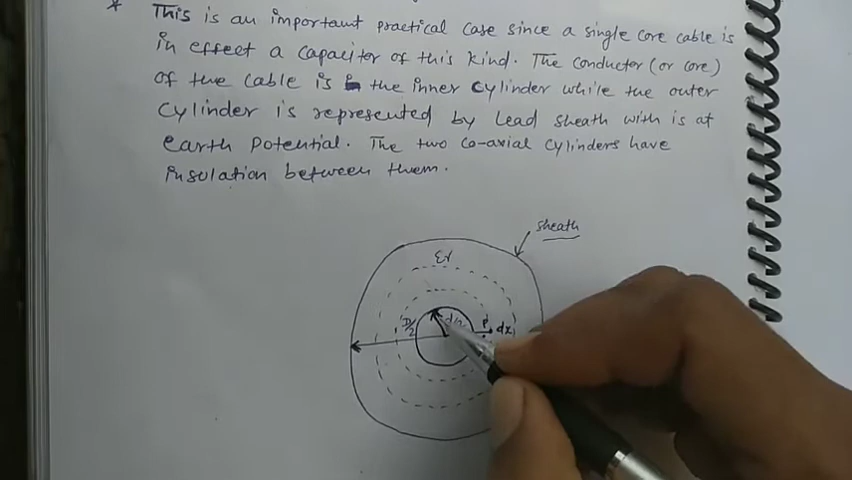 * This is an important practical case since a single core cable is
in effect a capacitor of this kind. The conductor (or core)
of the cable is the inner cylinder while the outer
cylinder is represented by lead sheath with is at
earth potential. The two co-axial cylinders have
insulation between them.
sheath
εr
D/2 P dx